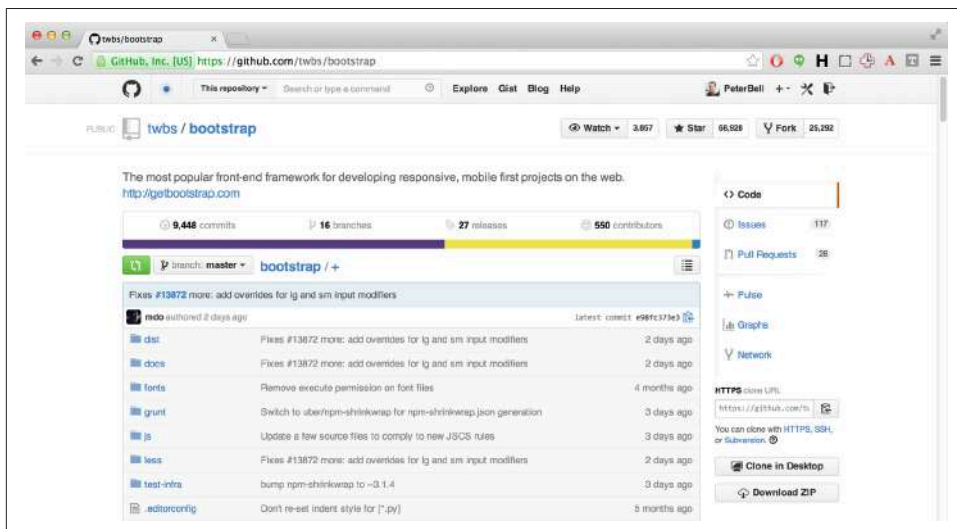 twbs/bootstrap
GitHub, Inc. [US] https://github.com/twbs/bootstrap
This repository Search or type a command Explore Gist Blog Help PeterBell
PUBLIC twbs / bootstrap Watch 3,657 Star 66,926 Fork 25,292
The most popular front-end framework for developing responsive, mobile first projects on the web.
http://getbootstrap.com
<> Code
9,448 commits 16 branches 27 releases 550 contributors
Issues 117
branch: master bootstrap / +
Pull Requests 28
Fixes #13872 more: add overrides for lg and sm input modifiers
Pulse
mdo authored 2 days ago latest commit e98fc373e3
Graphs
dist Fixes #13872 more: add overrides for lg and sm input modifiers 2 days ago
docs Fixes #13872 more: add overrides for lg and sm input modifiers 2 days ago
Network
fonts Remove execute permission on font files 4 months ago
HTTPS clone URL
grunt Switch to uber/npm-shrinkwrap for npm-shrinkwrap.json generation 3 days ago
https://github.com/t
js Update a few source files to comply to new JSCS rules 3 days ago
You can clone with HTTPS, SSH,
or Subversion.
less Fixes #13872 more: add overrides for lg and sm input modifiers 2 days ago
Clone in Desktop
test-infra bump npm-shrinkwrap to ~3.1.4 3 days ago
Download ZIP
.editorconfig Don't re-set indent style for [*.py] 5 months ago